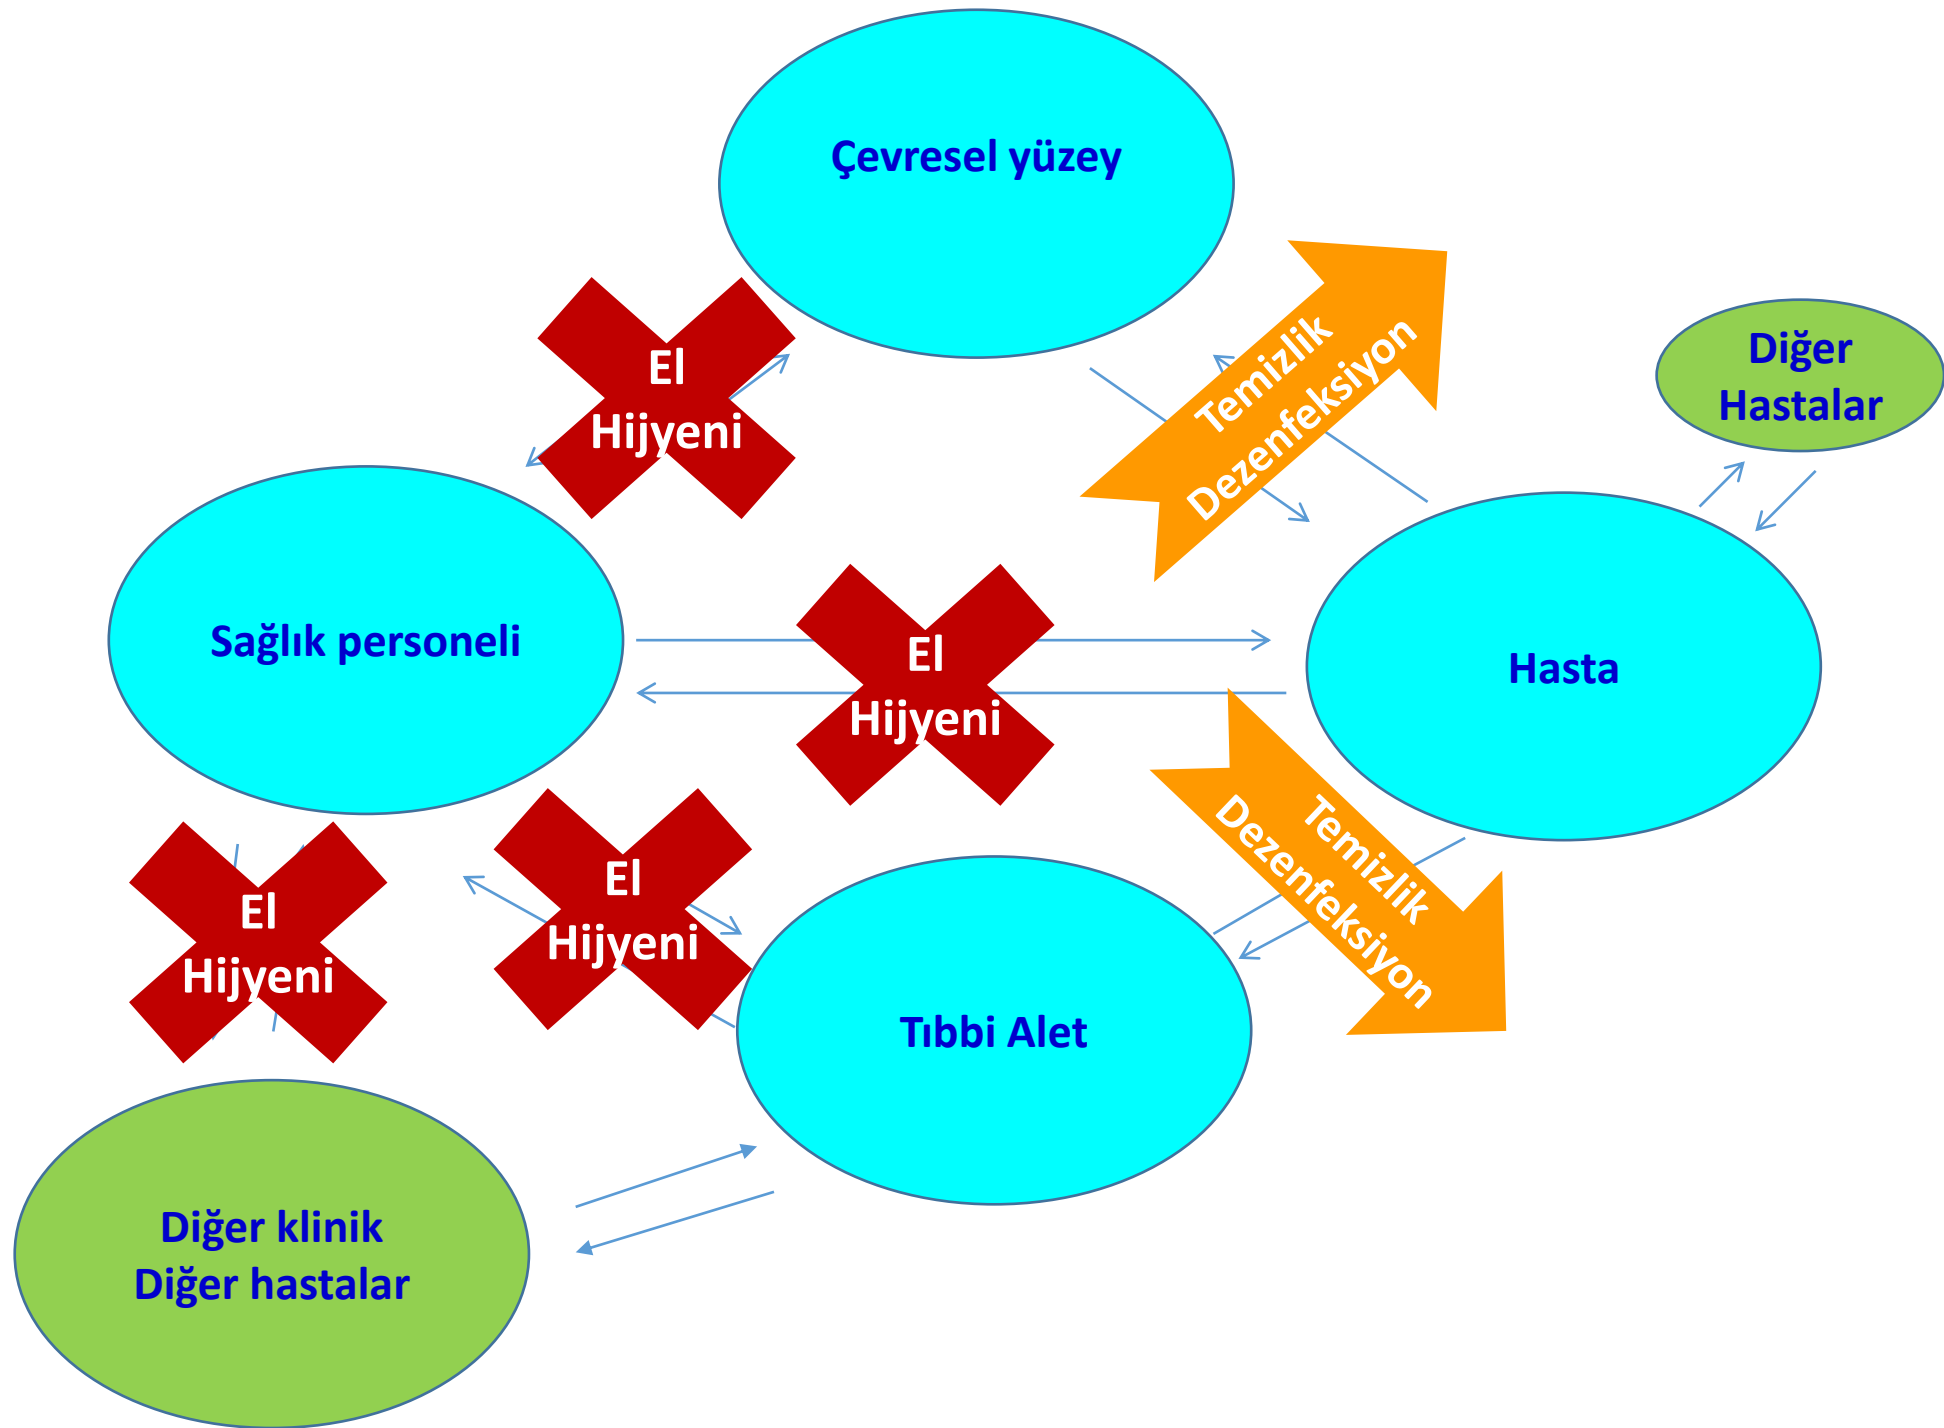 Çevresel yüzey
El
Hijyeni
Temizlik
Dezenfeksiyon
Diğer
Hastalar
Sağlık personeli
El
Hijyeni
Hasta
El
Hijyeni
El
Hijyeni
Temizlik
Dezenfeksiyon
Tıbbi Alet
Diğer klinik
Diğer hastalar